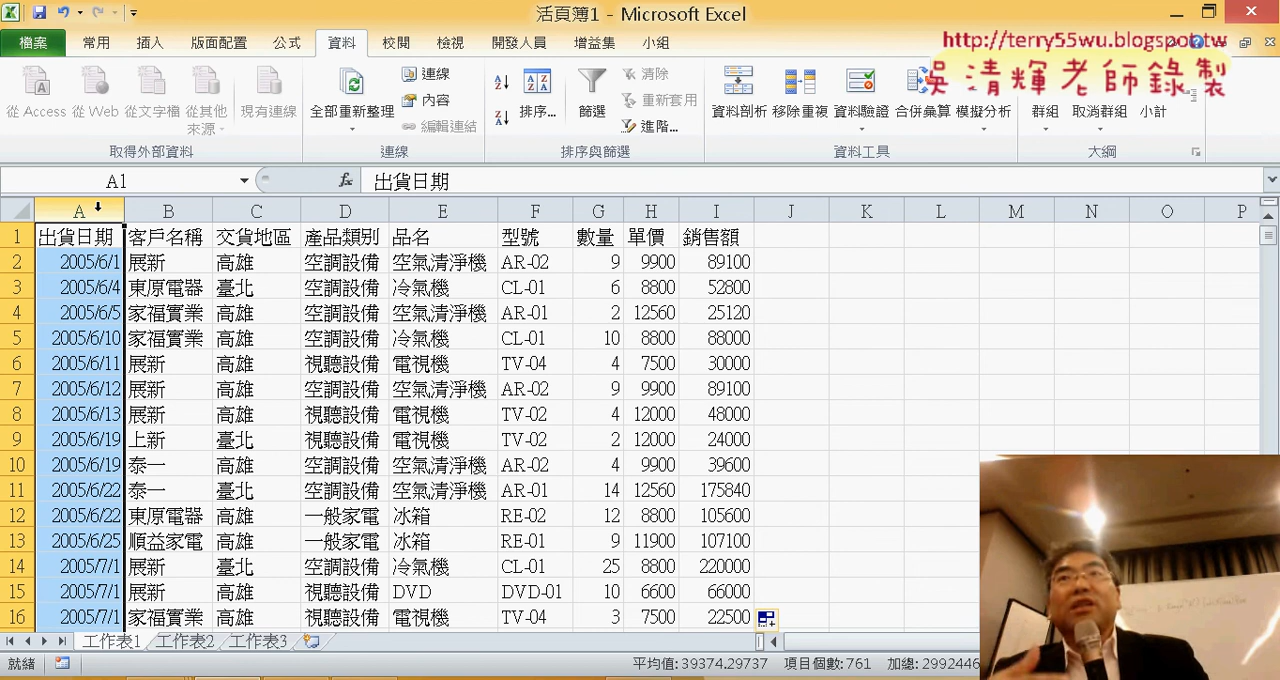 活頁簿1 - Microsoft Excel
檔案 常用 插入 版面配置 公式 資料 校閱 檢視 開發人員 增益集 小組
http://terry55wu.blogspot.tw
吳清輝老師錄製
從 Access 從 Web 從文字檔 從其他來源 現有連線 全部重新整理 連線 內容 編輯連結 排序... 篩選 清除 重新套用 進階... 資料剖析 移除重複 資料驗證 合併彙算 模擬分析 群組 取消群組 小計
取得外部資料 連線 排序與篩選 資料工具 大綱
A1 fx 出貨日期
A B C D E F G H I J K L M N O P
1 出貨日期 客戶名稱 交貨地區 產品類別 品名 型號 數量 單價 銷售額
2 2005/6/1 展新 高雄 空調設備 空氣清淨機 AR-02 9 9900 89100
3 2005/6/4 東原電器 臺北 空調設備 冷氣機 CL-01 6 8800 52800
4 2005/6/5 家福實業 高雄 空調設備 空氣清淨機 AR-01 2 12560 25120
5 2005/6/10 家福實業 高雄 空調設備 冷氣機 CL-01 10 8800 88000
6 2005/6/11 展新 高雄 視聽設備 電視機 TV-04 4 7500 30000
7 2005/6/12 展新 高雄 空調設備 空氣清淨機 AR-02 9 9900 89100
8 2005/6/13 展新 高雄 視聽設備 電視機 TV-02 4 12000 48000
9 2005/6/19 上新 臺北 視聽設備 電視機 TV-02 2 12000 24000
10 2005/6/19 泰一 高雄 空調設備 空氣清淨機 AR-02 4 9900 39600
11 2005/6/22 泰一 臺北 空調設備 空氣清淨機 AR-01 14 12560 175840
12 2005/6/22 東原電器 高雄 一般家電 冰箱 RE-02 12 8800 105600
13 2005/6/25 順益家電 高雄 一般家電 冰箱 RE-01 9 11900 107100
14 2005/7/1 展新 臺北 空調設備 冷氣機 CL-01 25 8800 220000
15 2005/7/1 展新 高雄 視聽設備 DVD DVD-01 10 6600 66000
16 2005/7/1 家福實業 高雄 視聽設備 電視機 TV-04 3 7500 22500
工作表1 工作表2 工作表3
就緒 平均值: 39374.29737 項目個數: 761 加總: 2992446